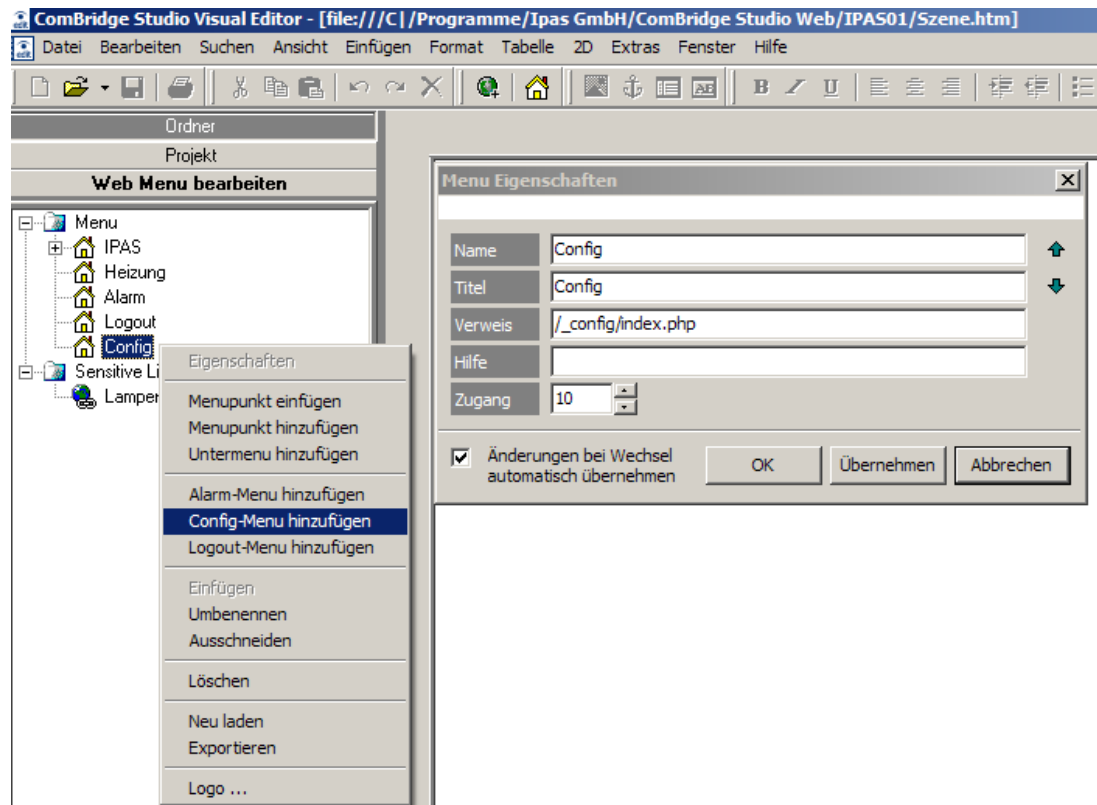 ComBridge Studio Visual Editor - [file:///C|/Programme/Ipas GmbH/ComBridge Studio Web/IPAS01/Szene.htm]
Datei Bearbeiten Suchen Ansicht Einfügen Format Tabelle 2D Extras Fenster Hilfe
B I U
Ordner
Projekt
Web Menu bearbeiten
Menu
IPAS
Heizung
Alarm
Logout
Config
Sensitive Li
Lamper
Eigenschaften
Menupunkt einfügen
Menupunkt hinzufügen
Untermenu hinzufügen
Alarm-Menu hinzufügen
Config-Menu hinzufügen
Logout-Menu hinzufügen
Einfügen
Umbenennen
Ausschneiden
Löschen
Neu laden
Exportieren
Logo ...
Menu Eigenschaften
Name Config
Titel Config
Verweis /_config/index.php
Hilfe
Zugang 10
Änderungen bei Wechsel
automatisch übernehmen
OK Übernehmen Abbrechen